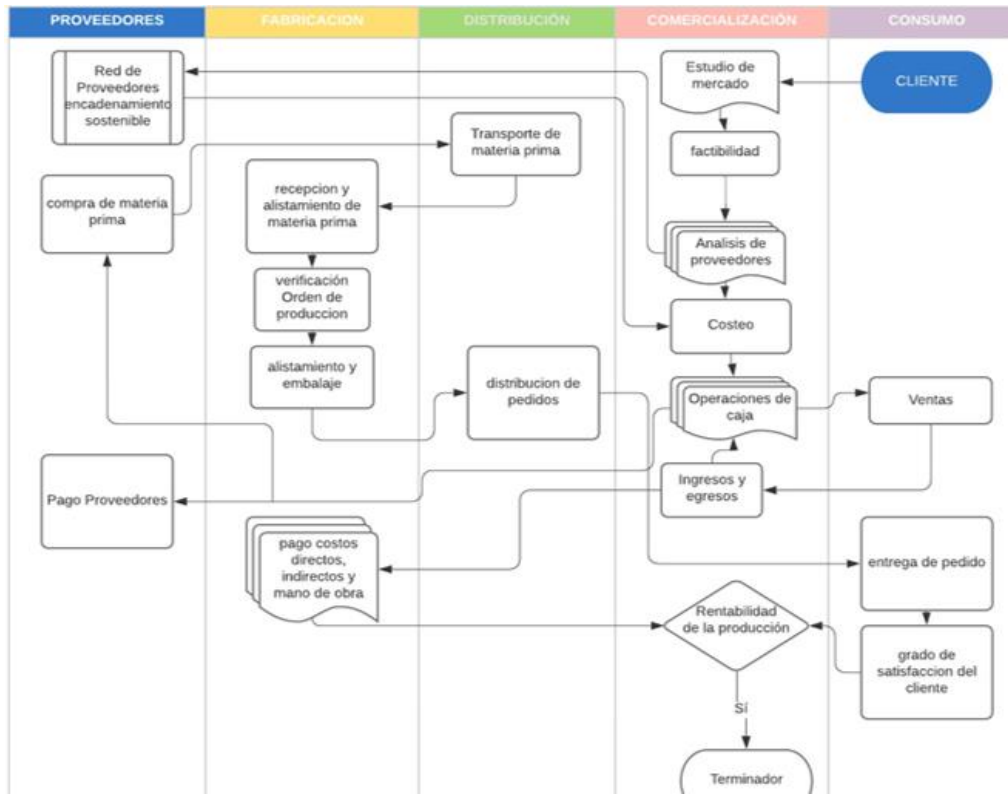 PROVEEDORES
FABRICACION
DISTRIBUCIÓN
COMERCIALIZACIÓN
CONSUMO
Red de
Proveedores
encadenamiento
sostenible
Estudio de
mercado
CLIENTE
Transporte de
materia prima
factibilidad
compra de materia
prima
recepcion y
alistamiento de
materia prima
Analisis de
proveedores
verificación
Orden de
produccion
Costeo
alistamiento y
embalaje
distribucion de
pedidos
Operaciones de
caja
Ventas
Pago Proveedores
Ingresos y
egresos
pago costos
directos,
indirectos y
mano de obra
entrega de pedido
Rentabilidad
de la producción
grado de
satisfaccion del
cliente
Sí
Terminador